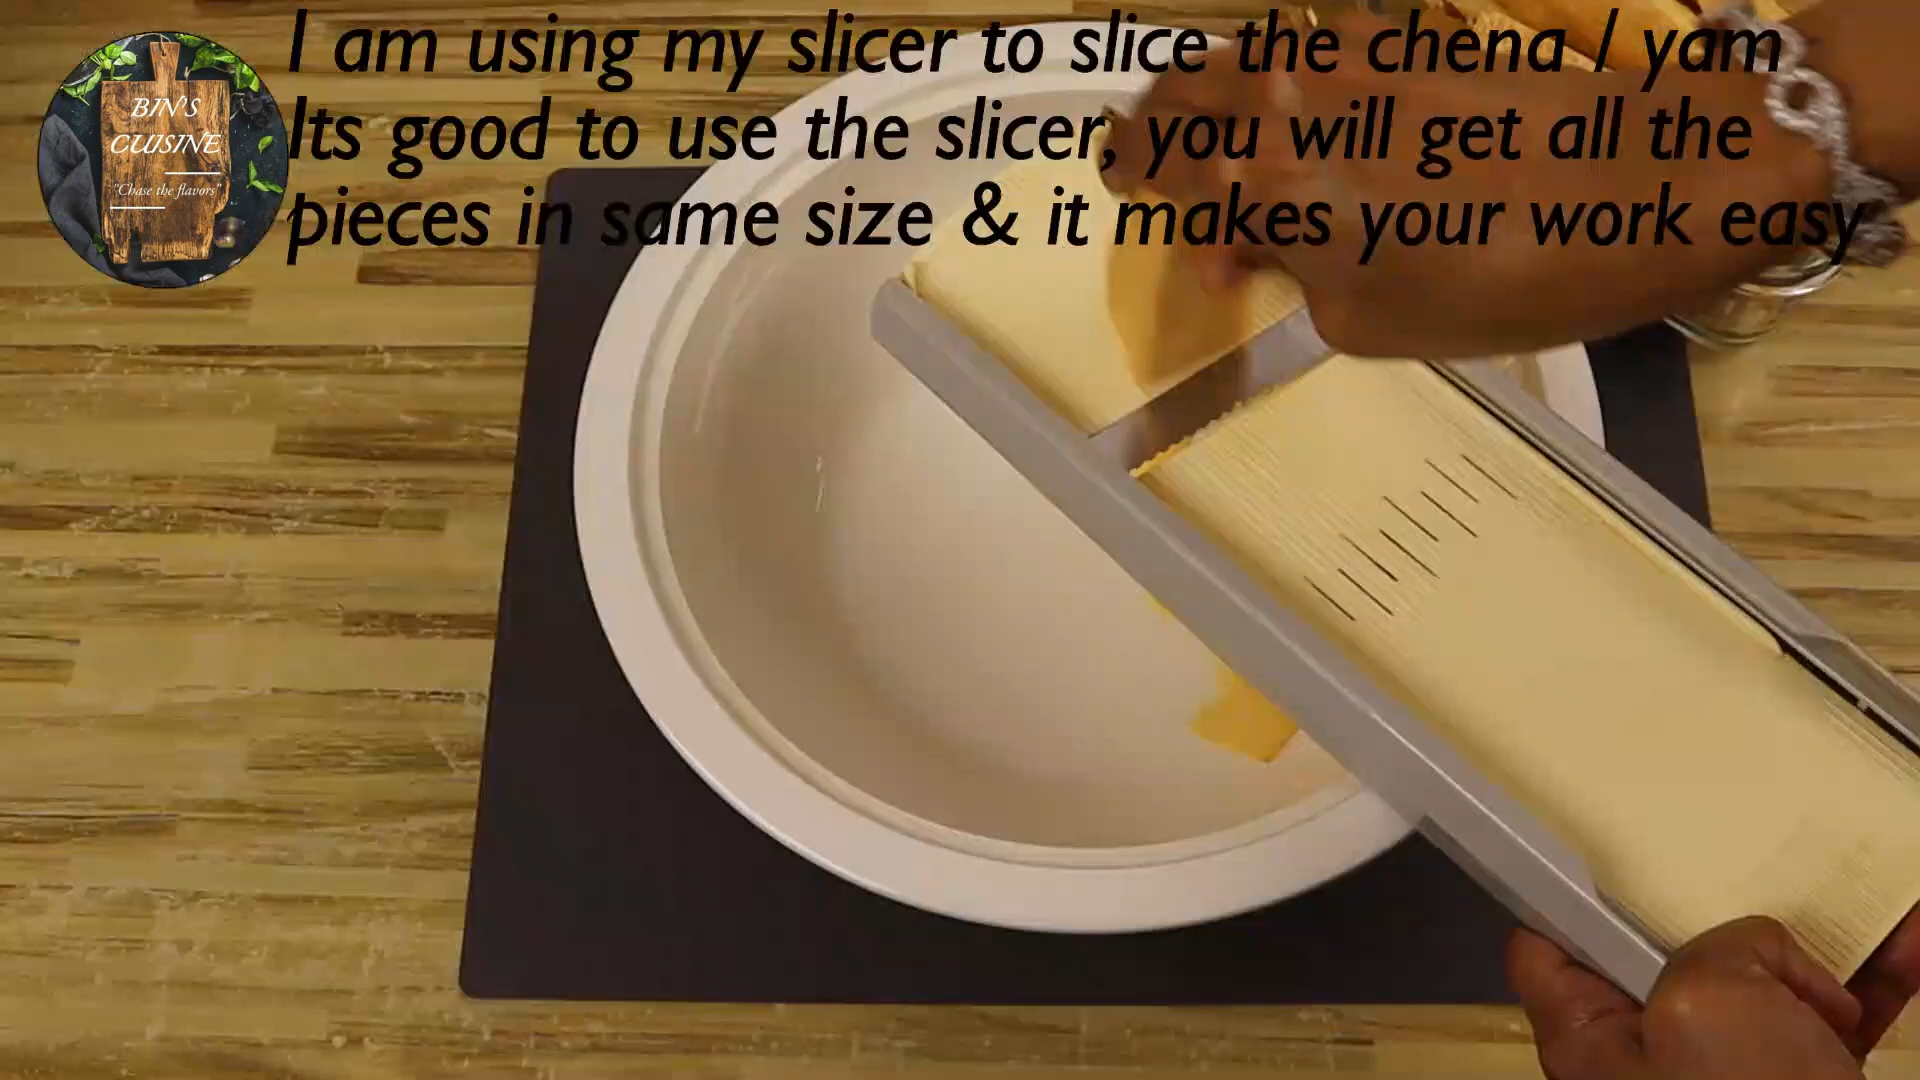 I am using my slicer to slice the chena / yam
Its good to use the slicer, you will get all the
pieces in same size & it makes your work easy
BIN'S
CUISINE
"Chase the flavors"